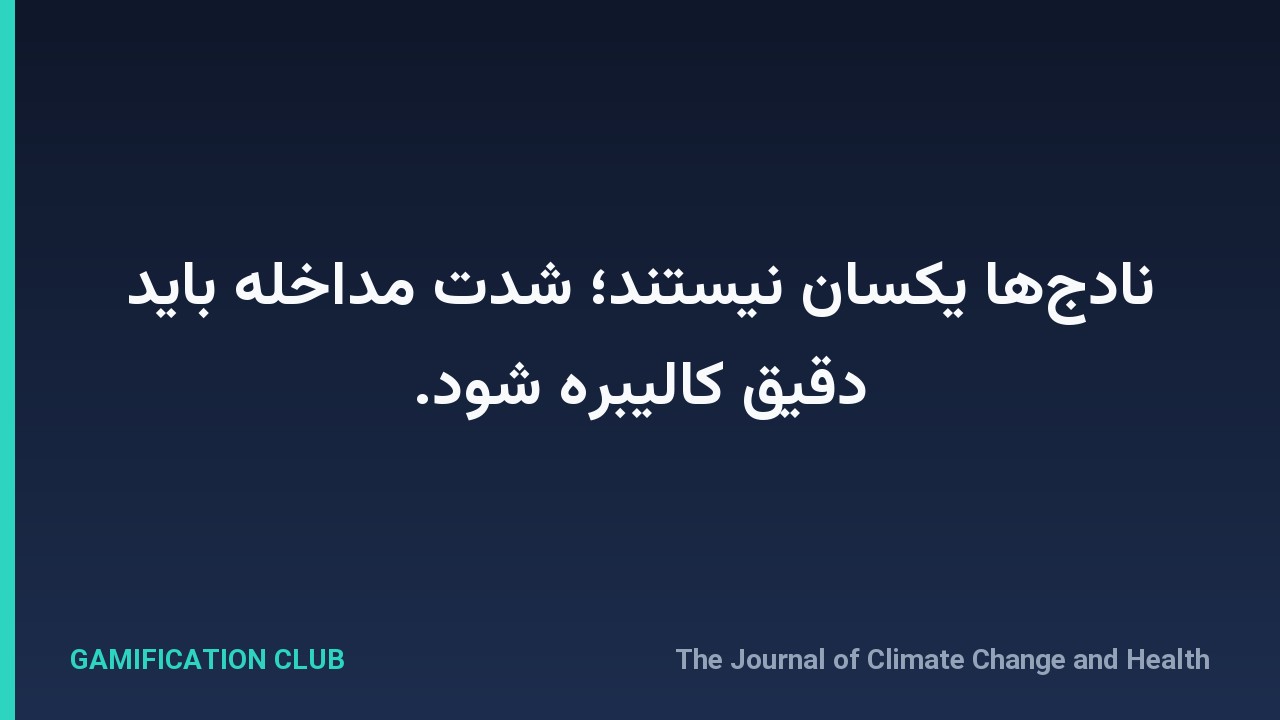 نادج‌ها یکسان نیستند؛ شدت مداخله باید
دقیق کالیبره شود.
GAMIFICATION CLUB
The Journal of Climate Change and Health